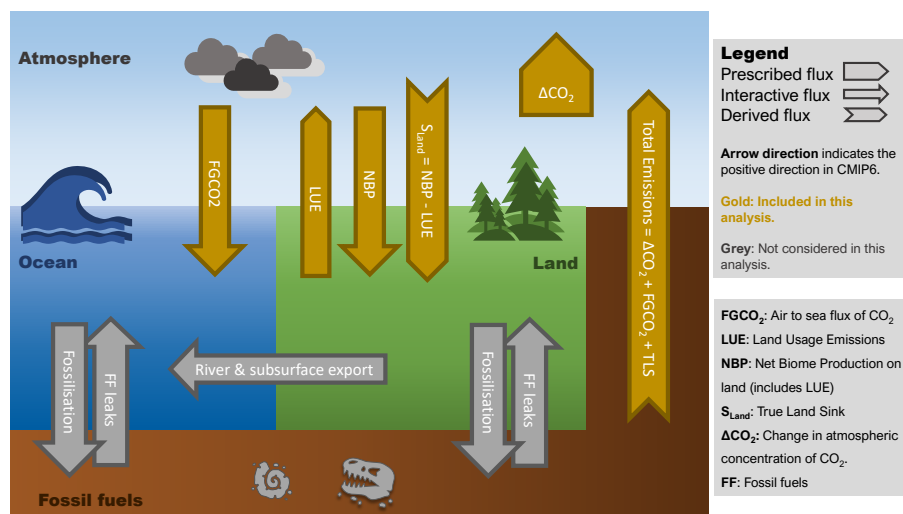 Atmosphere
ΔCO₂
FGCO2
LUE
NBP
S_Land = NBP - LUE
Total Emissions = ΔCO₂ + FGCO₂ + TLS
Ocean
Land
Fossilisation
FF leaks
River & subsurface export
Fossilisation
FF leaks
Fossil fuels
Legend
Prescribed flux
Interactive flux
Derived flux
Arrow direction indicates the
positive direction in CMIP6.
Gold: Included in this
analysis.
Grey: Not considered in this
analysis.
FGCO₂: Air to sea flux of CO₂
LUE: Land Usage Emissions
NBP: Net Biome Production on
land (includes LUE)
S_Land: True Land Sink
ΔCO₂: Change in atmospheric
concentration of CO₂.
FF: Fossil fuels